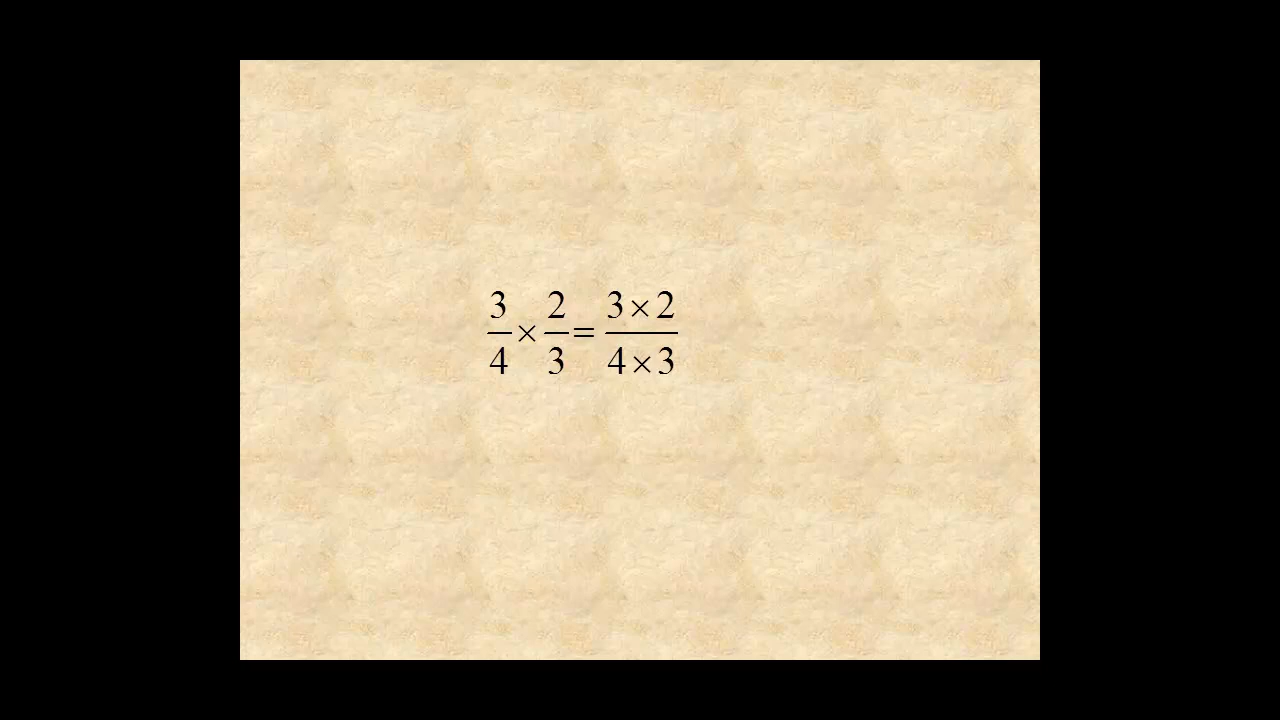 3/4 × 2/3 = 3 × 2 / 4 × 3